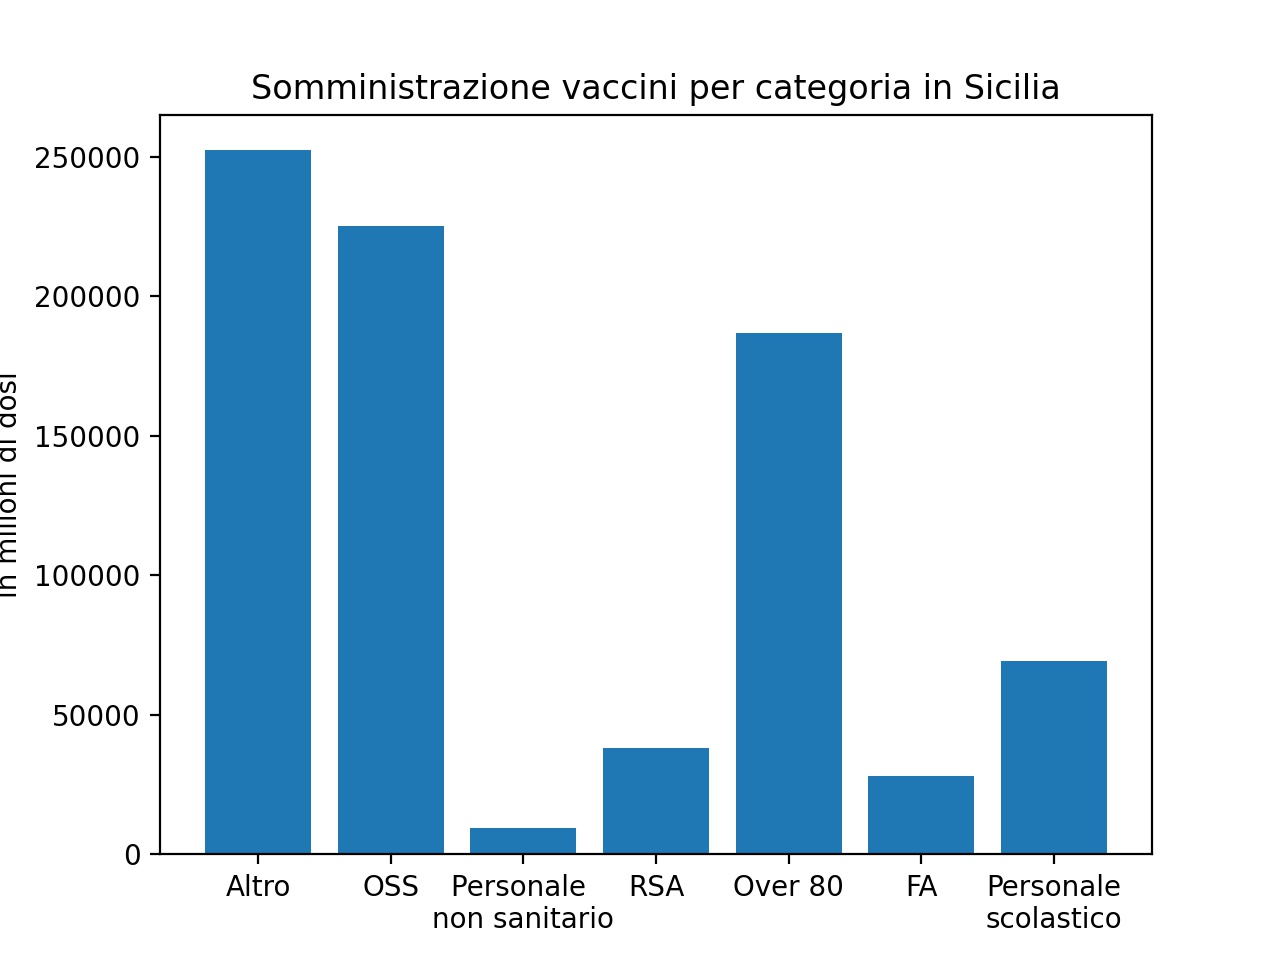 Somministrazione vaccini per categoria in Sicilia
in milioni di dosi
250000
200000
150000
100000
50000
0
Altro
OSS
Personale
non sanitario
RSA
Over 80
FA
Personale
scolastico